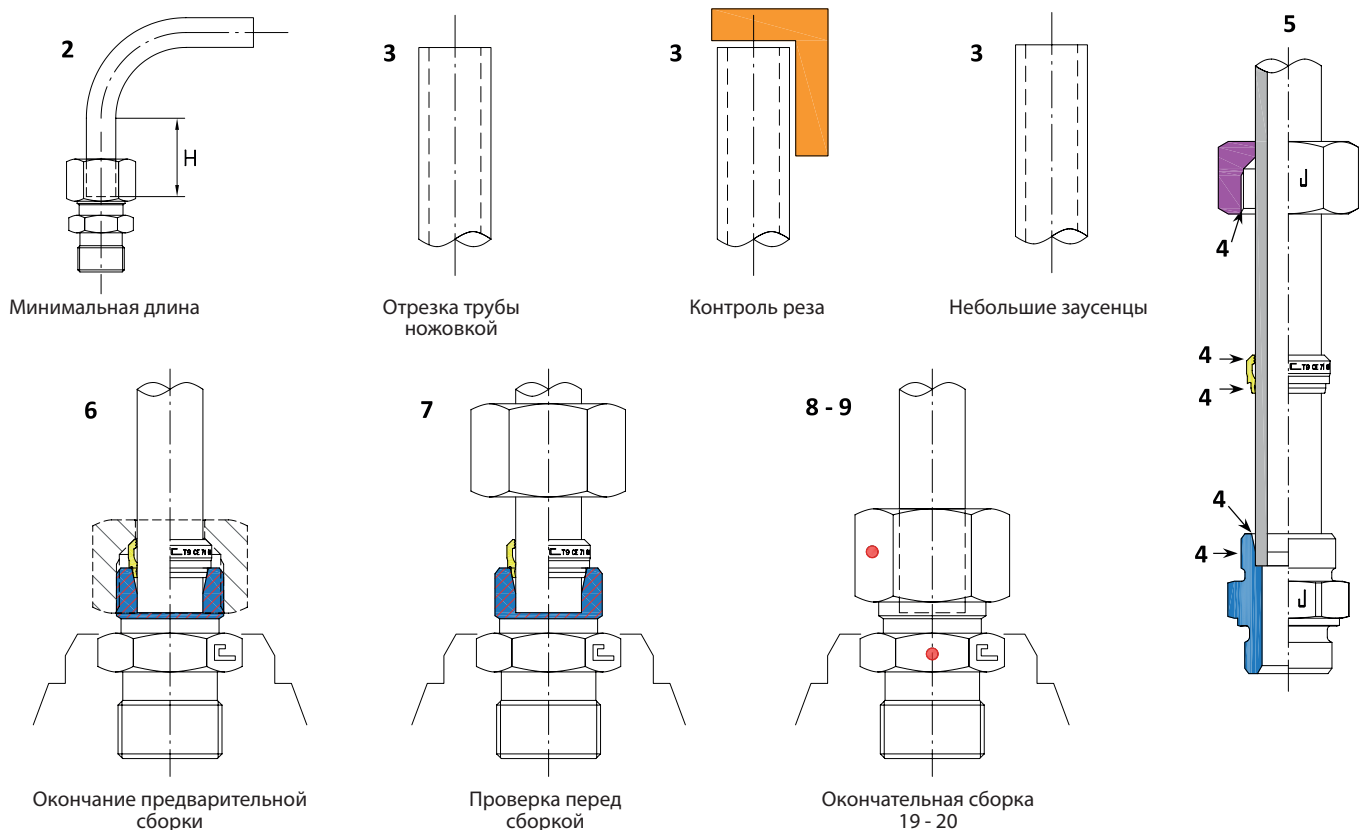 2
3
3
3
5
H
4
Минимальная длина
Отрезка трубы
ножовкой
Контроль реза
Небольшие заусенцы
4
4
6
7
8 - 9
4
4
Окончание предварительной
сборки
Проверка перед
сборкой
Окончательная сборка
19 - 20